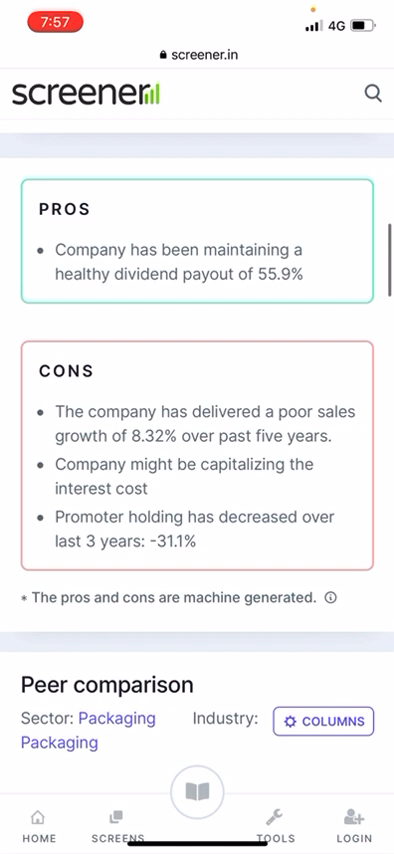 7:57
4G
screener.in
screener
PROS
• Company has been maintaining a
healthy dividend payout of 55.9%
CONS
• The company has delivered a poor sales
growth of 8.32% over past five years.
• Company might be capitalizing the
interest cost
• Promoter holding has decreased over
last 3 years: -31.1%
* The pros and cons are machine generated.
Peer comparison
Sector: Packaging Industry:
COLUMNS
Packaging
HOME SCREENS TOOLS LOGIN